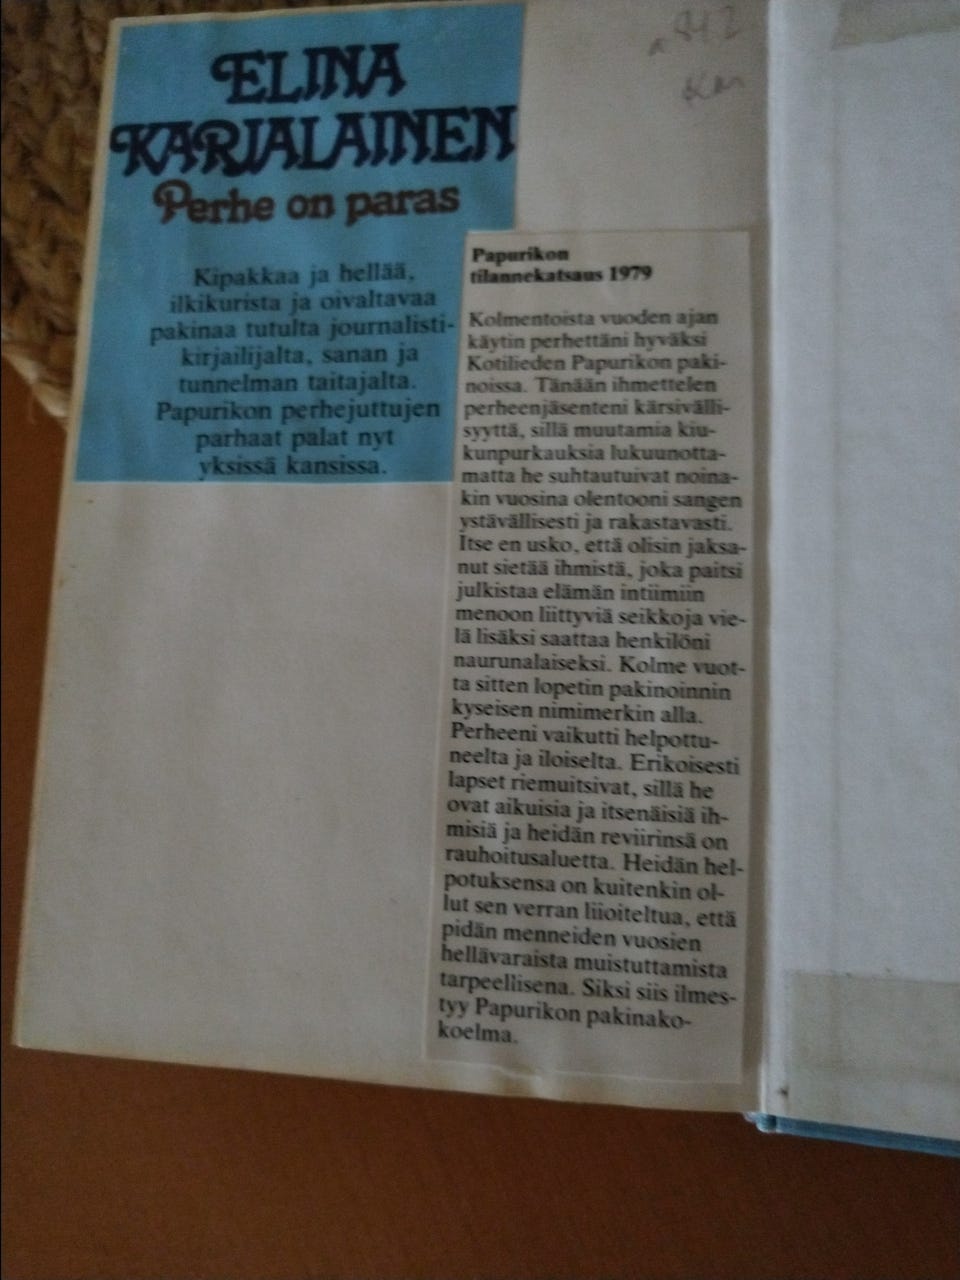 ELINA
KARJALAINEN
Perhe on paras
Kipakkaa ja hellää,
ilkikurista ja oivaltavaa
pakinaa tutulta journalisti-
kirjailijalta, sanan ja
tunnelman taitajalta.
Papurikon perhejuttujen
parhaat palat nyt
yksissä kansissa.
a 84.2
Kar
Papurikon
tilannekatsaus 1979
Kolmentoista vuoden ajan
käytin perhettäni hyväksi
Kotilieden Papurikon paki-
noissa. Tänään ihmettelen
perheenjäsenteni kärsivälli-
syyttä, sillä muutamia kiu-
kunpurkauksia lukuunotta-
matta he suhtautuivat noina-
kin vuosina olentooni sangen
ystävällisesti ja rakastavasti.
Itse en usko, että olisin jaksa-
nut sietää ihmistä, joka paitsi
julkistaa elämän intiimiin
menoon liittyviä seikkoja vie-
lä lisäksi saattaa henkilöni
naurunalaiseksi. Kolme vuot-
ta sitten lopetin pakinoinnin
kyseisen nimimerkin alla.
Perheeni vaikutti helpottu-
neelta ja iloiselta. Erikoisesti
lapset riemuitsivat, sillä he
ovat aikuisia ja itsenäisiä ih-
misiä ja heidän reviirinsä on
rauhoitusaluetta. Heidän hel-
potuksensa on kuitenkin ol-
lut sen verran liioiteltua, että
pidän menneiden vuosien
hellävaraista muistuttamista
tarpeellisena. Siksi siis ilmes-
tyy Papurikon pakinako-
koelma.